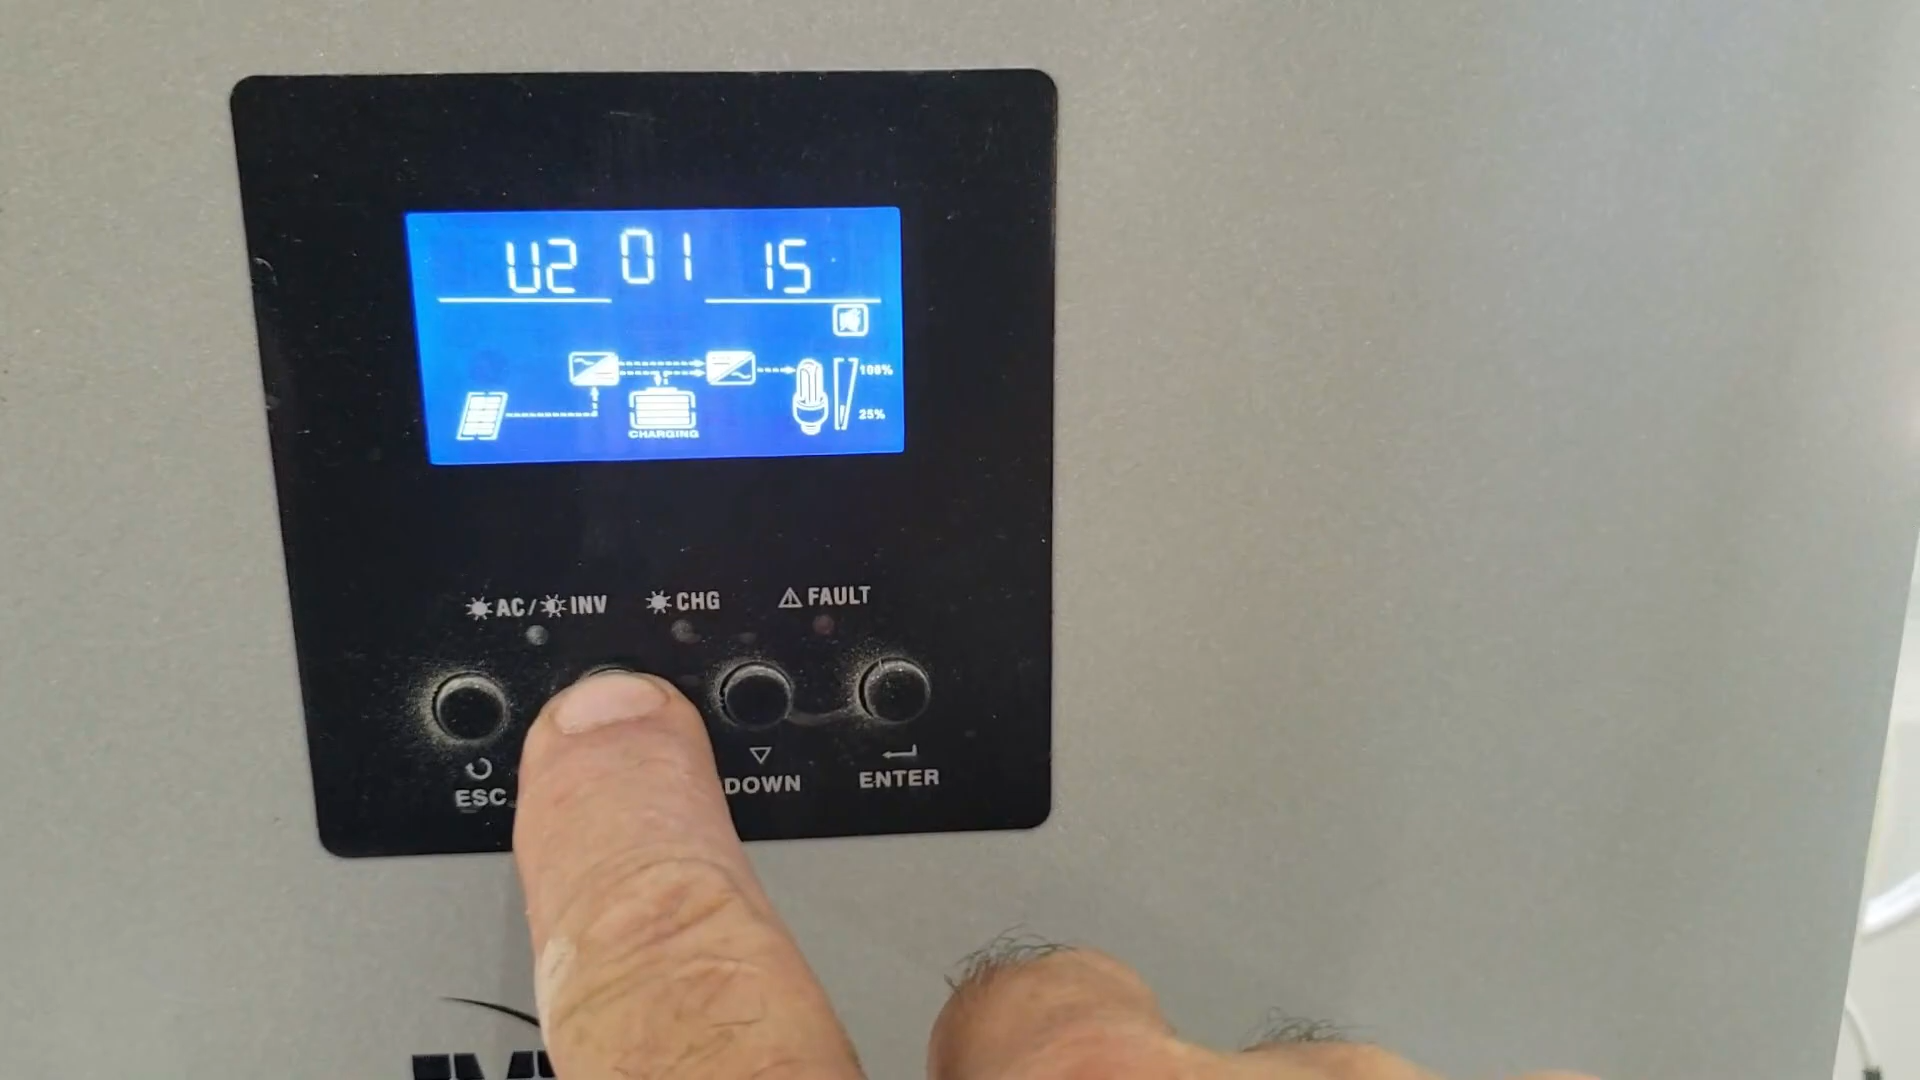 U2 01 15
100%
25%
CHARGING
AC/ INV CHG FAULT
ESC DOWN ENTER